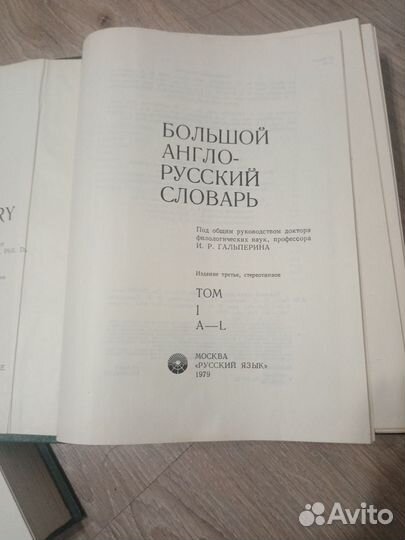 RY
Ph. D.,
E
БОЛЬШОЙ
АНГЛО-
РУССКИЙ
СЛОВАРЬ
Под общим руководством доктора
филологических наук, профессора
И. Р. ГАЛЬПЕРИНА
Издание третье, стереотипное
ТОМ
I
A—L
МОСКВА
«РУССКИЙ ЯЗЫК»
1979
Avito